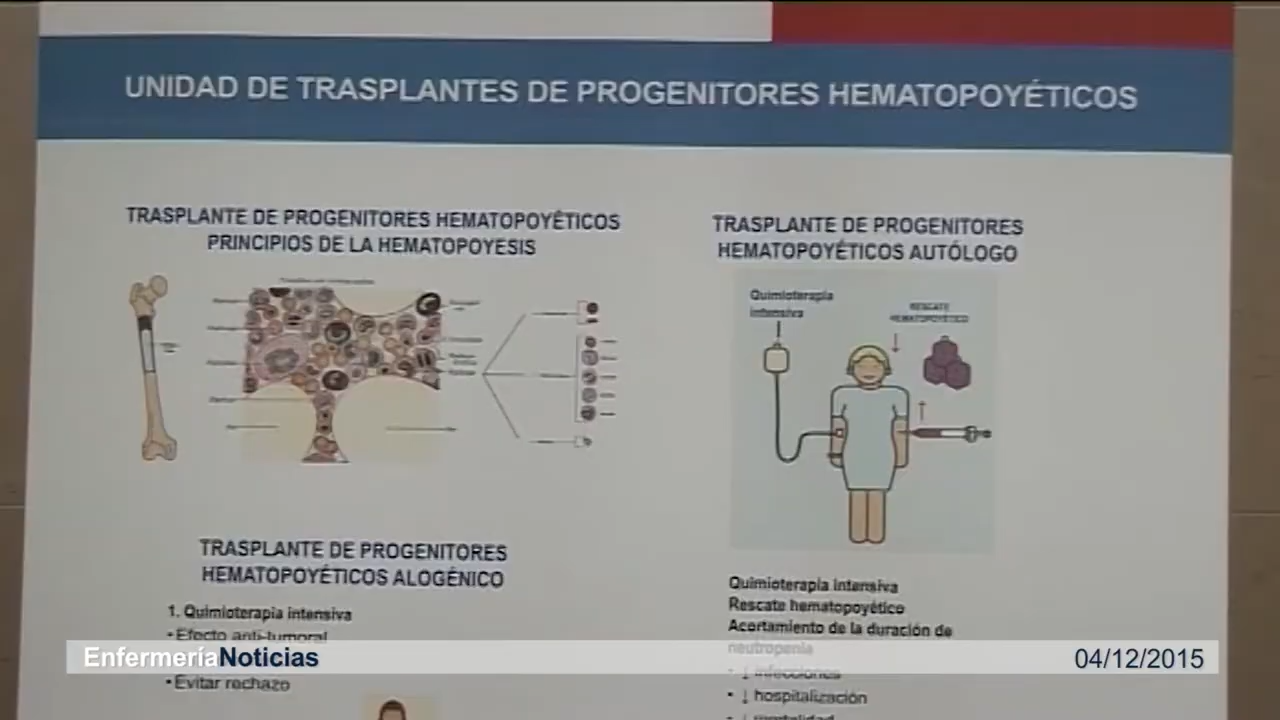 UNIDAD DE TRASPLANTES DE PROGENITORES HEMATOPOYÉTICOS
TRASPLANTE DE PROGENITORES HEMATOPOYÉTICOS
PRINCIPIOS DE LA HEMATOPOYESIS
TRASPLANTE DE PROGENITORES
HEMATOPOYÉTICOS AUTÓLOGO
Quimioterapia
intensiva
RESCATE
HEMATOPOYÉTICO
TRASPLANTE DE PROGENITORES
HEMATOPOYÉTICOS ALOGÉNICO
1. Quimioterapia intensiva
• Efecto anti-tumoral
• Evitar rechazo
Quimioterapia intensiva
Rescate hematopoyético
Acortamiento de la duración de
neutropenia
• ↓ infecciones
• ↓ hospitalización
• ↓ mortalidad
EnfermeríaNoticias
04/12/2015